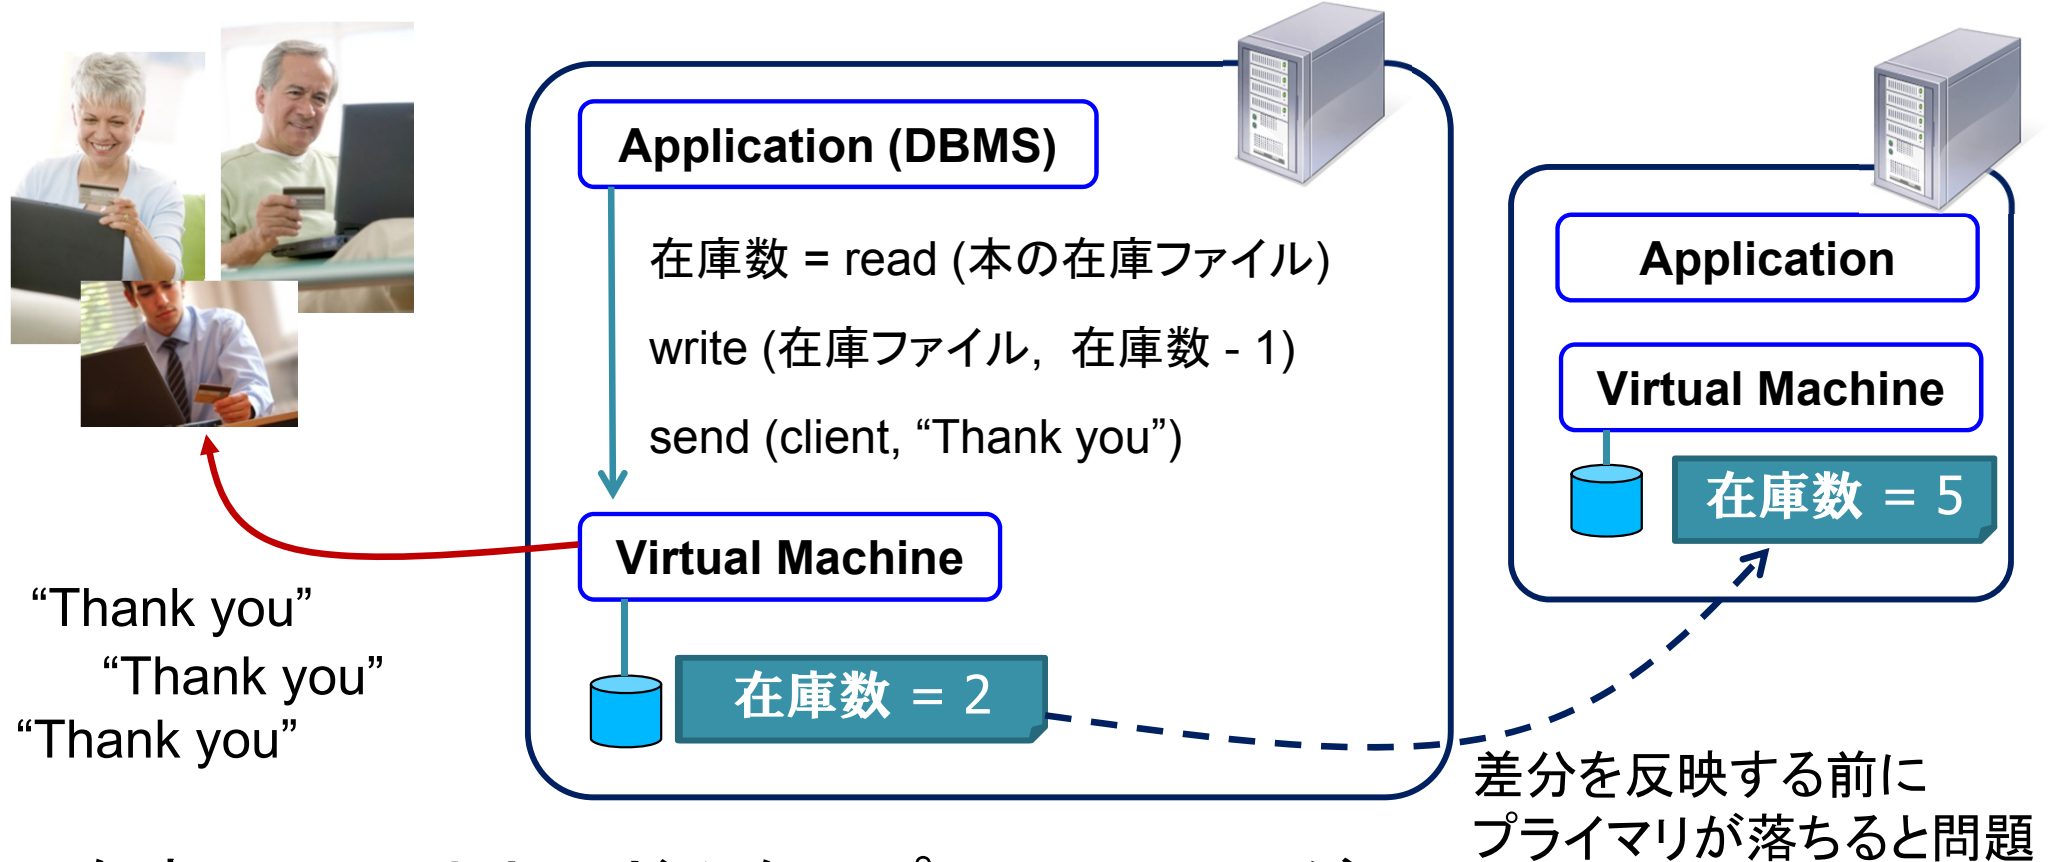 Application (DBMS)
在庫数 = read (本の在庫ファイル)
write (在庫ファイル, 在庫数 - 1)
send (client, “Thank you”)
Virtual Machine
在庫数 = 2
“Thank you”
“Thank you”
“Thank you”
Application
Virtual Machine
在庫数 = 5
差分を反映する前に
プライマリが落ちると問題